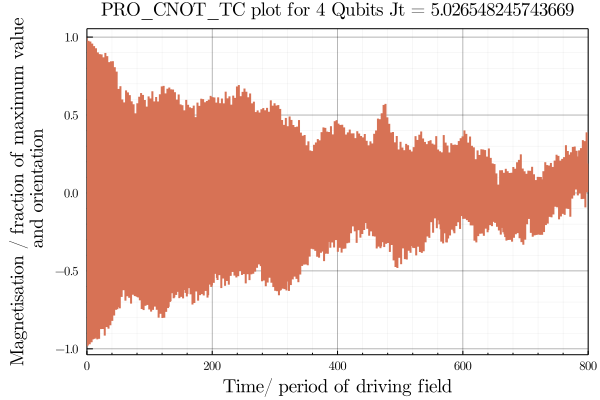 PRO_CNOT_TC plot for 4 Qubits Jt = 5.026548245743669
Magnetisation / fraction of maximum value
and orientation
1.0
0.5
0.0
−0.5
−1.0
0 200 400 600 800
Time/ period of driving field